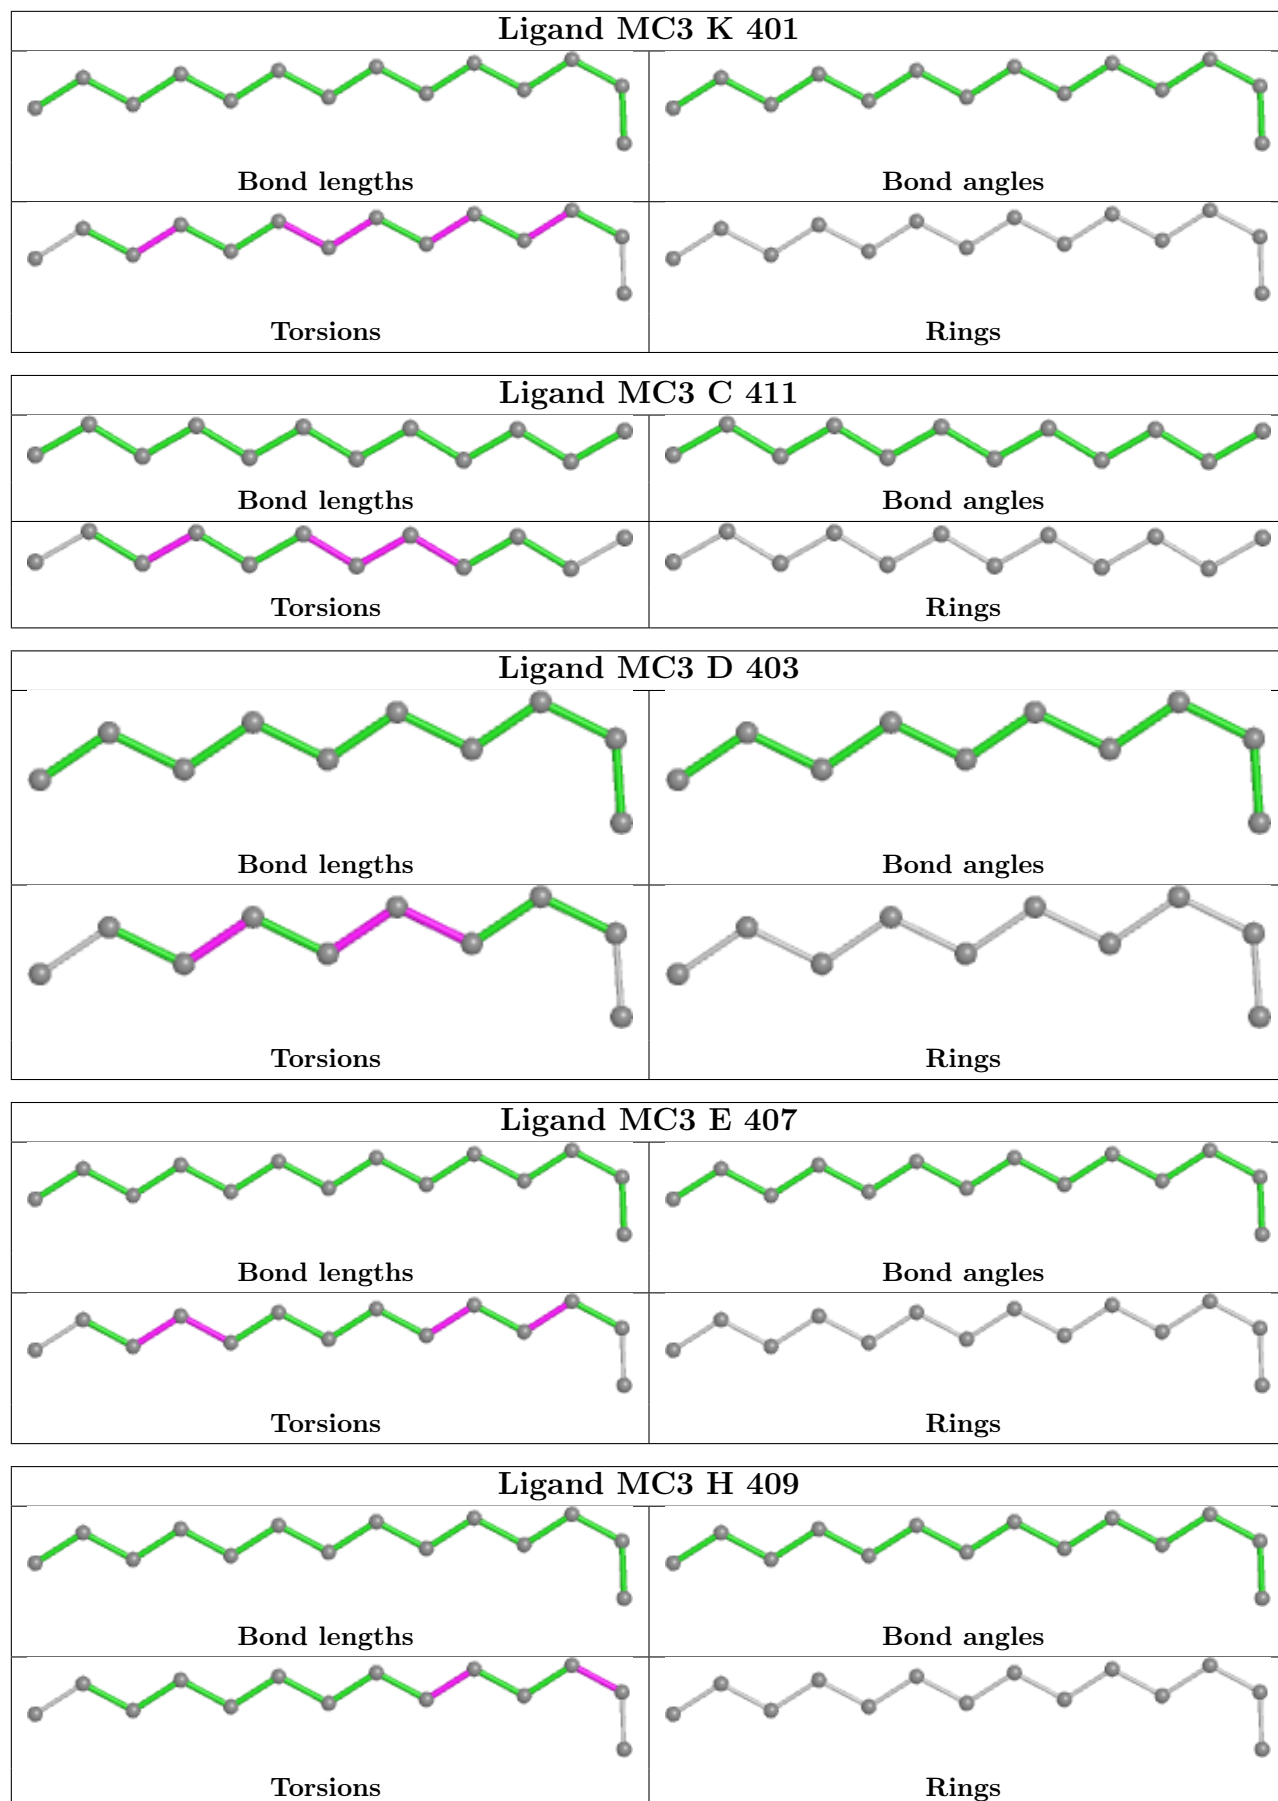 Ligand MC3 K 401
Bond lengths Bond angles
Torsions Rings
Ligand MC3 C 411
Bond lengths Bond angles
Torsions Rings
Ligand MC3 D 403
Bond lengths Bond angles
Torsions Rings
Ligand MC3 E 407
Bond lengths Bond angles
Torsions Rings
Ligand MC3 H 409
Bond lengths Bond angles
Torsions Rings